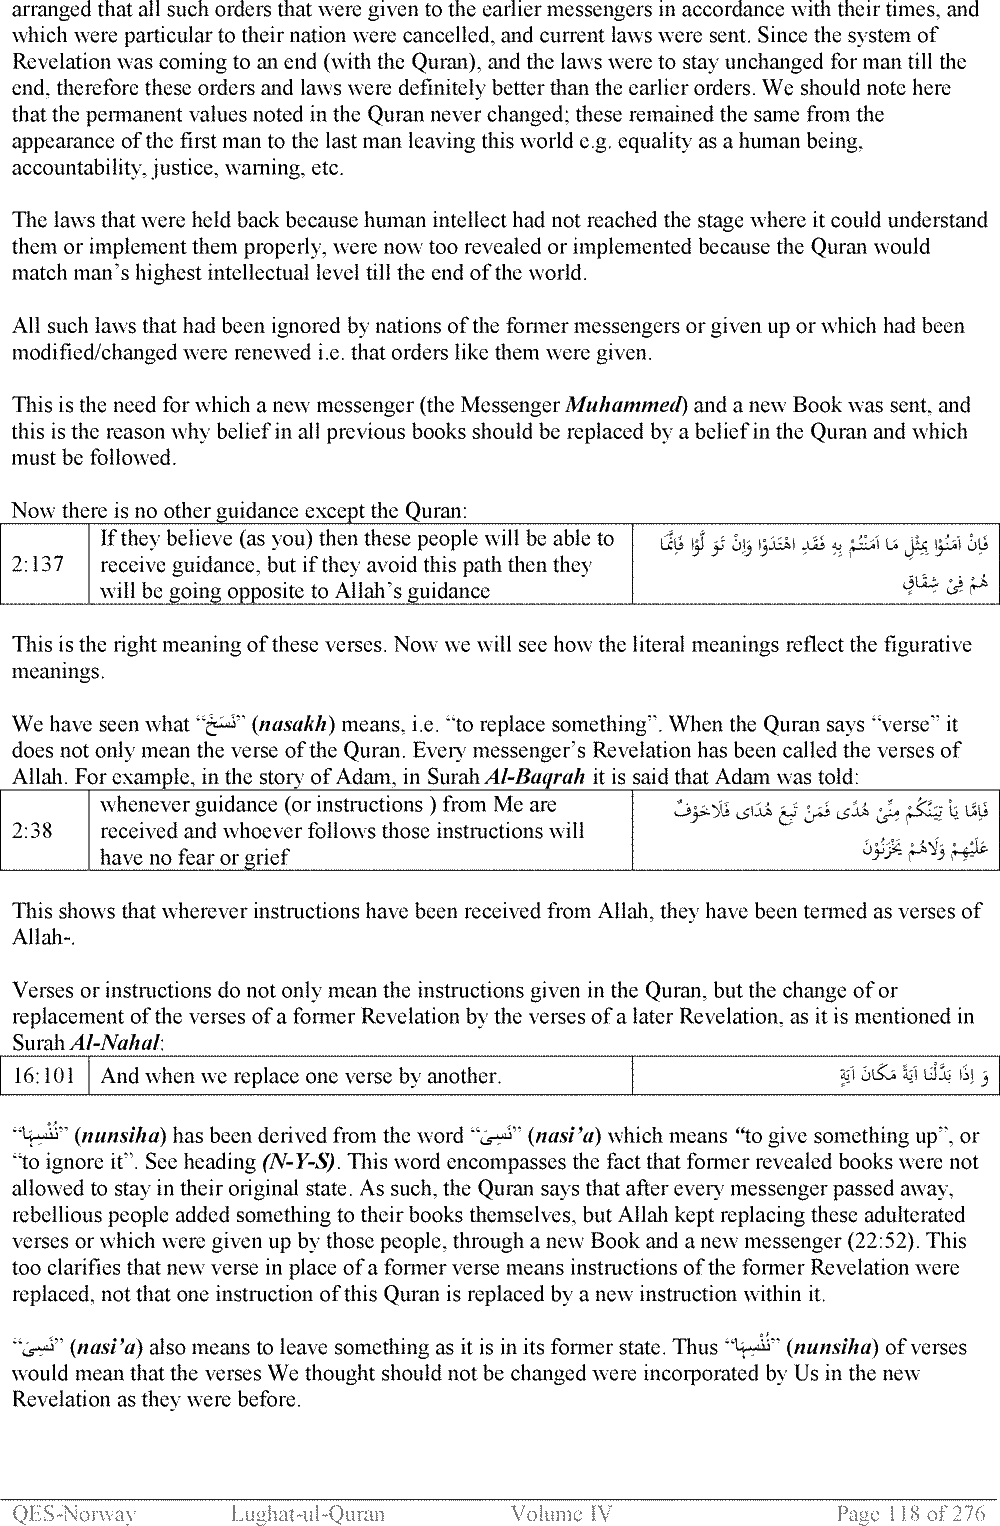 arranged that all such orders that were given to the earlier messengers in accordance with their times, and
which were particular to their nation were cancelled, and current laws were sent. Since the system of
Revelation was coming to an end (with the Quran), and the laws were to stay unchanged for man till the
end, therefore these orders and laws were definitely better than the earlier orders. We should note here
that the permanent values noted in the Quran never changed; these remained the same from the
appearance of the first man to the last man leaving this world e.g. equality as a human being,
accountability, justice, warning, etc.
The laws that were held back because human intellect had not reached the stage where it could understand
them or implement them properly, were now too revealed or implemented because the Quran would
match man’s highest intellectual level till the end of the world.
All such laws that had been ignored by nations of the former messengers or given up or which had been
modified/changed were renewed i.e. that orders like them were given.
This is the need for which a new messenger (the Messenger Muhammed) and a new Book was sent, and
this is the reason why belief in all previous books should be replaced by a belief in the Quran and which
must be followed.
Now there is no other guidance except the Quran:
2:137
If they believe (as you) then these people will be able to
receive guidance, but if they avoid this path then they
will be going opposite to Allah’s guidance
فَاِنْ اٰمَنُوْا بِمِثْلِ مَا اٰمَنْتُمْ بِهٖ فَقَدِ اهْتَدَوْا وَاِنْ تَوَ لَّوْا فَاِنَّمَا
هُمْ فِىْ شِقَاقٍ
This is the right meaning of these verses. Now we will see how the literal meanings reflect the figurative
meanings.
We have seen what “نَسَخَ” (nasakh) means, i.e. “to replace something”. When the Quran says “verse” it
does not only mean the verse of the Quran. Every messenger’s Revelation has been called the verses of
Allah. For example, in the story of Adam, in Surah Al-Baqrah it is said that Adam was told:
2:38
whenever guidance (or instructions ) from Me are
received and whoever follows those instructions will
have no fear or grief
فَاِمَّا يَاْ تِيَنَّكُمْ مِنِّىْ هُدًى فَمَنْ تَبِعَ هُدَاىَ فَلَاخَوْفٌ
عَلَيْهِمْ وَلَاهُمْ يَحْزَنُوْنَ
This shows that wherever instructions have been received from Allah, they have been termed as verses of
Allah-.
Verses or instructions do not only mean the instructions given in the Quran, but the change of or
replacement of the verses of a former Revelation by the verses of a later Revelation, as it is mentioned in
Surah Al-Nahal:
16:101
And when we replace one verse by another.
وَ اِذَا بَدَّلْنَا اٰيَةً مَكَانَ اٰيَةٍ
“نُنْسِہَا” (nunsiha) has been derived from the word “نَسِىَ” (nasi’a) which means “to give something up”, or
“to ignore it”. See heading (N-Y-S). This word encompasses the fact that former revealed books were not
allowed to stay in their original state. As such, the Quran says that after every messenger passed away,
rebellious people added something to their books themselves, but Allah kept replacing these adulterated
verses or which were given up by those people, through a new Book and a new messenger (22:52). This
too clarifies that new verse in place of a former verse means instructions of the former Revelation were
replaced, not that one instruction of this Quran is replaced by a new instruction within it.
“نَسِىَ” (nasi’a) also means to leave something as it is in its former state. Thus “نُنْسِہَا” (nunsiha) of verses
would mean that the verses We thought should not be changed were incorporated by Us in the new
Revelation as they were before.
QES-Norway Lughat-ul-Quran Volume IV Page 118 of 276